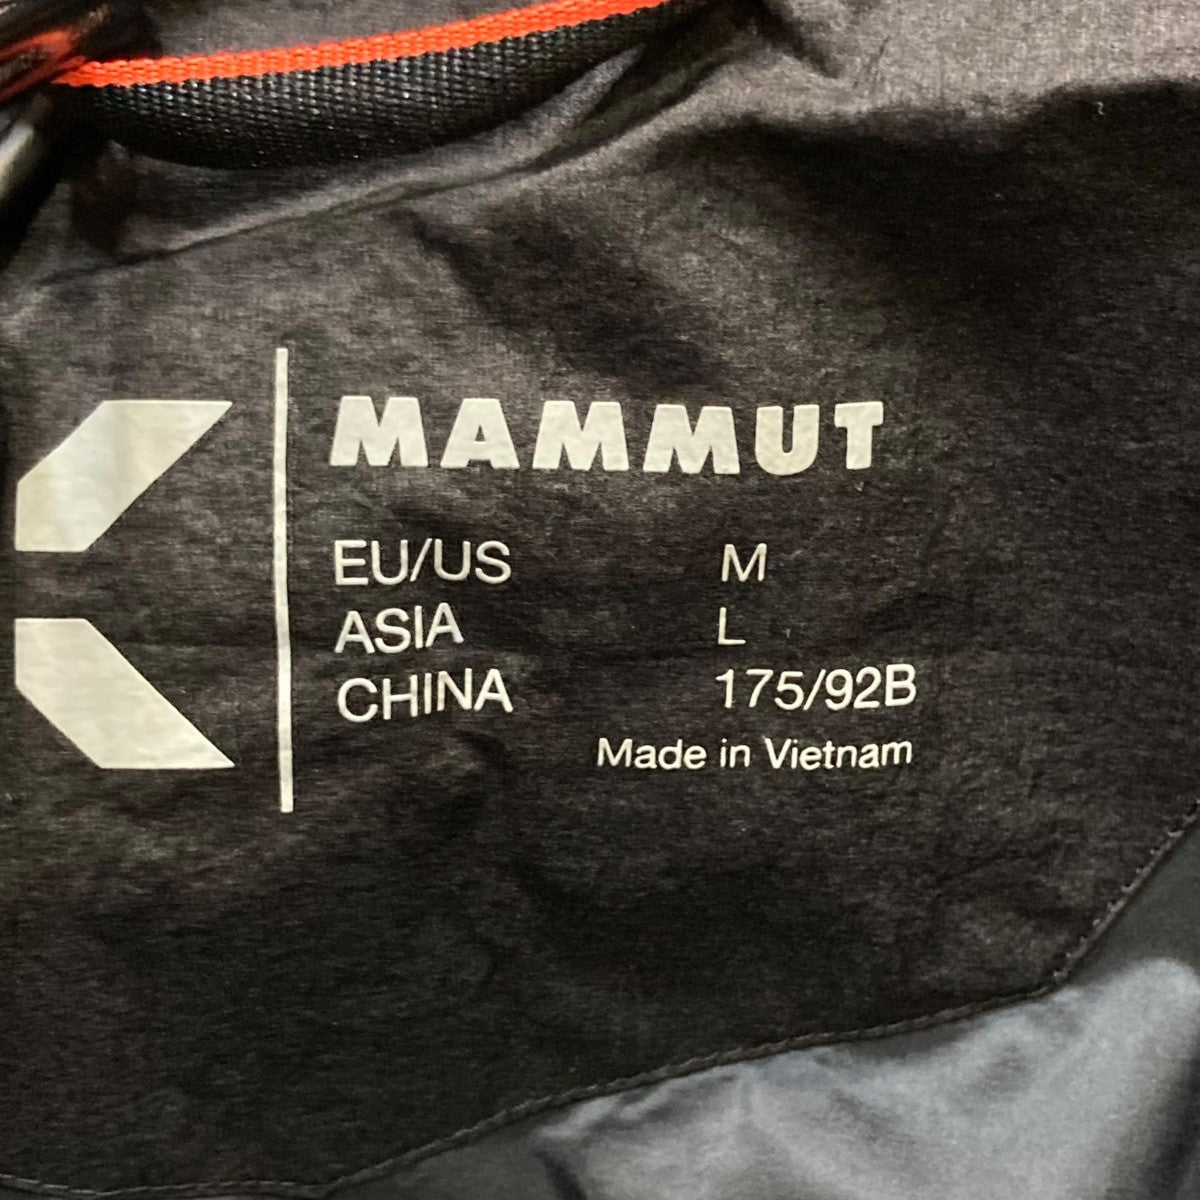 MAMMUT
EU/US M
ASIA L
CHINA 175/92B
Made in Vietnam